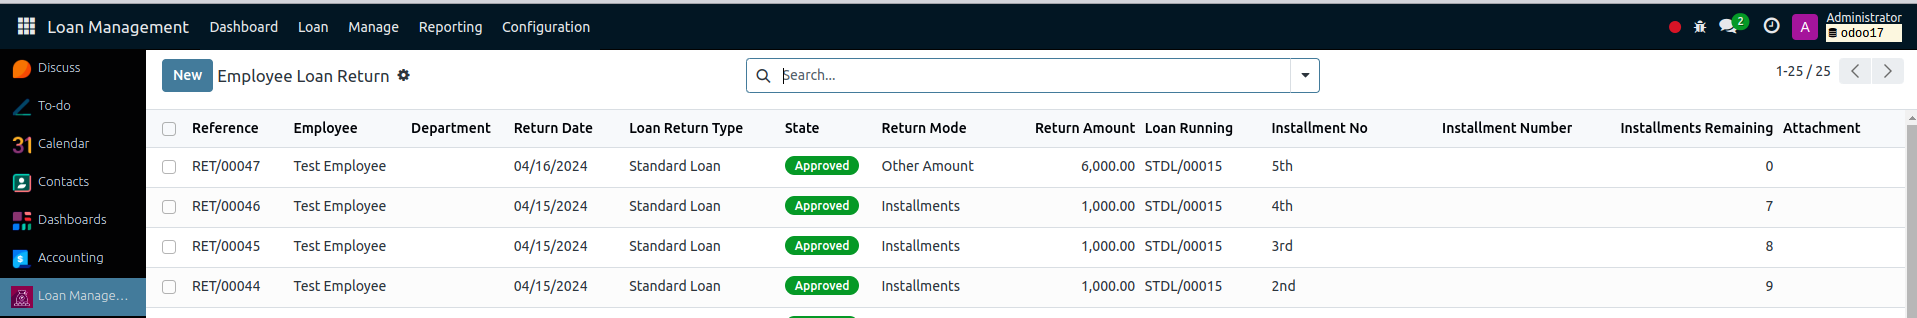 Loan Management Dashboard Loan Manage Reporting Configuration 2 A Administrator
odoo17
Discuss
To-do
31 Calendar
Contacts
Dashboards
Accounting
Loan Manage...
New Employee Loan Return Search... 1-25 / 25
Reference Employee Department Return Date Loan Return Type State Return Mode Return Amount Loan Running Installment No Installment Number Installments Remaining Attachment
RET/00047 Test Employee 04/16/2024 Standard Loan Approved Other Amount 6,000.00 STDL/00015 5th 0
RET/00046 Test Employee 04/15/2024 Standard Loan Approved Installments 1,000.00 STDL/00015 4th 7
RET/00045 Test Employee 04/15/2024 Standard Loan Approved Installments 1,000.00 STDL/00015 3rd 8
RET/00044 Test Employee 04/15/2024 Standard Loan Approved Installments 1,000.00 STDL/00015 2nd 9